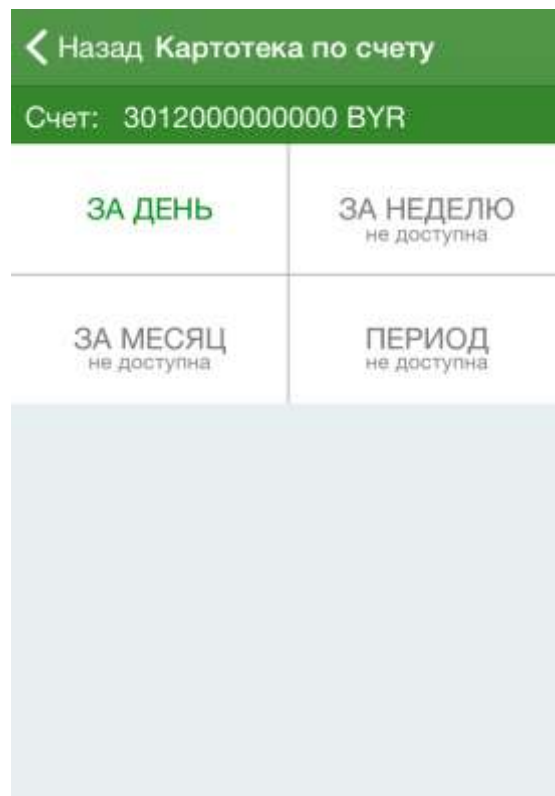 Назад Картотека по счету
Счет: 3012000000000 BYR
ЗА ДЕНЬ
ЗА НЕДЕЛЮ
не доступна
ЗА МЕСЯЦ
не доступна
ПЕРИОД
не доступна